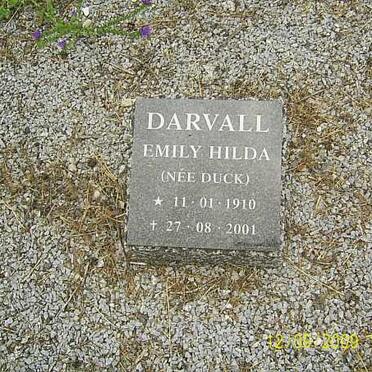 DARVALL
EMILY HILDA
(NÉE DUCK)
★ 11 · 01 · 1910
† 27 · 08 · 2001